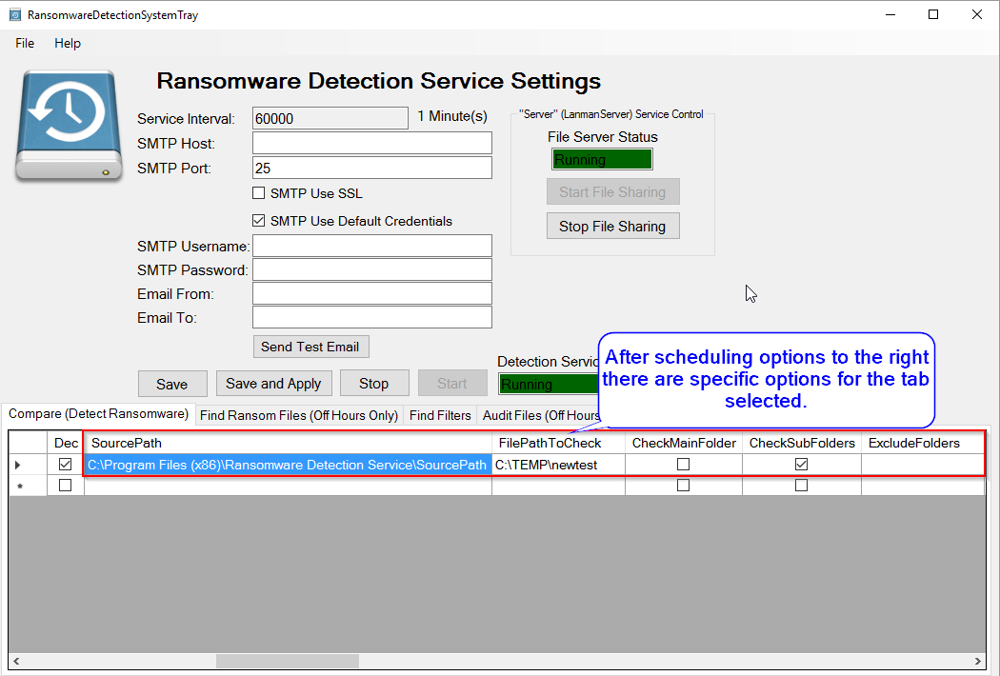 RansomwareDetectionSystemTray
File Help
Ransomware Detection Service Settings
Service Interval: 60000 1 Minute(s)
SMTP Host:
SMTP Port: 25
SMTP Use SSL
SMTP Use Default Credentials
SMTP Username:
SMTP Password:
Email From:
Email To:
Send Test Email
"Server" (LanmanServer) Service Control
File Server Status
Running
Start File Sharing
Stop File Sharing
Save Save and Apply Stop Start
Detection Servic
Running
After scheduling options to the right
there are specific options for the tab
selected.
Compare (Detect Ransomware) Find Ransom Files (Off Hours Only) Find Filters Audit Files (Off Hours
Dec SourcePath FilePathToCheck CheckMainFolder CheckSubFolders ExcludeFolders
C:\Program Files (x86)\Ransomware Detection Service\SourcePath C:\TEMP\newtest